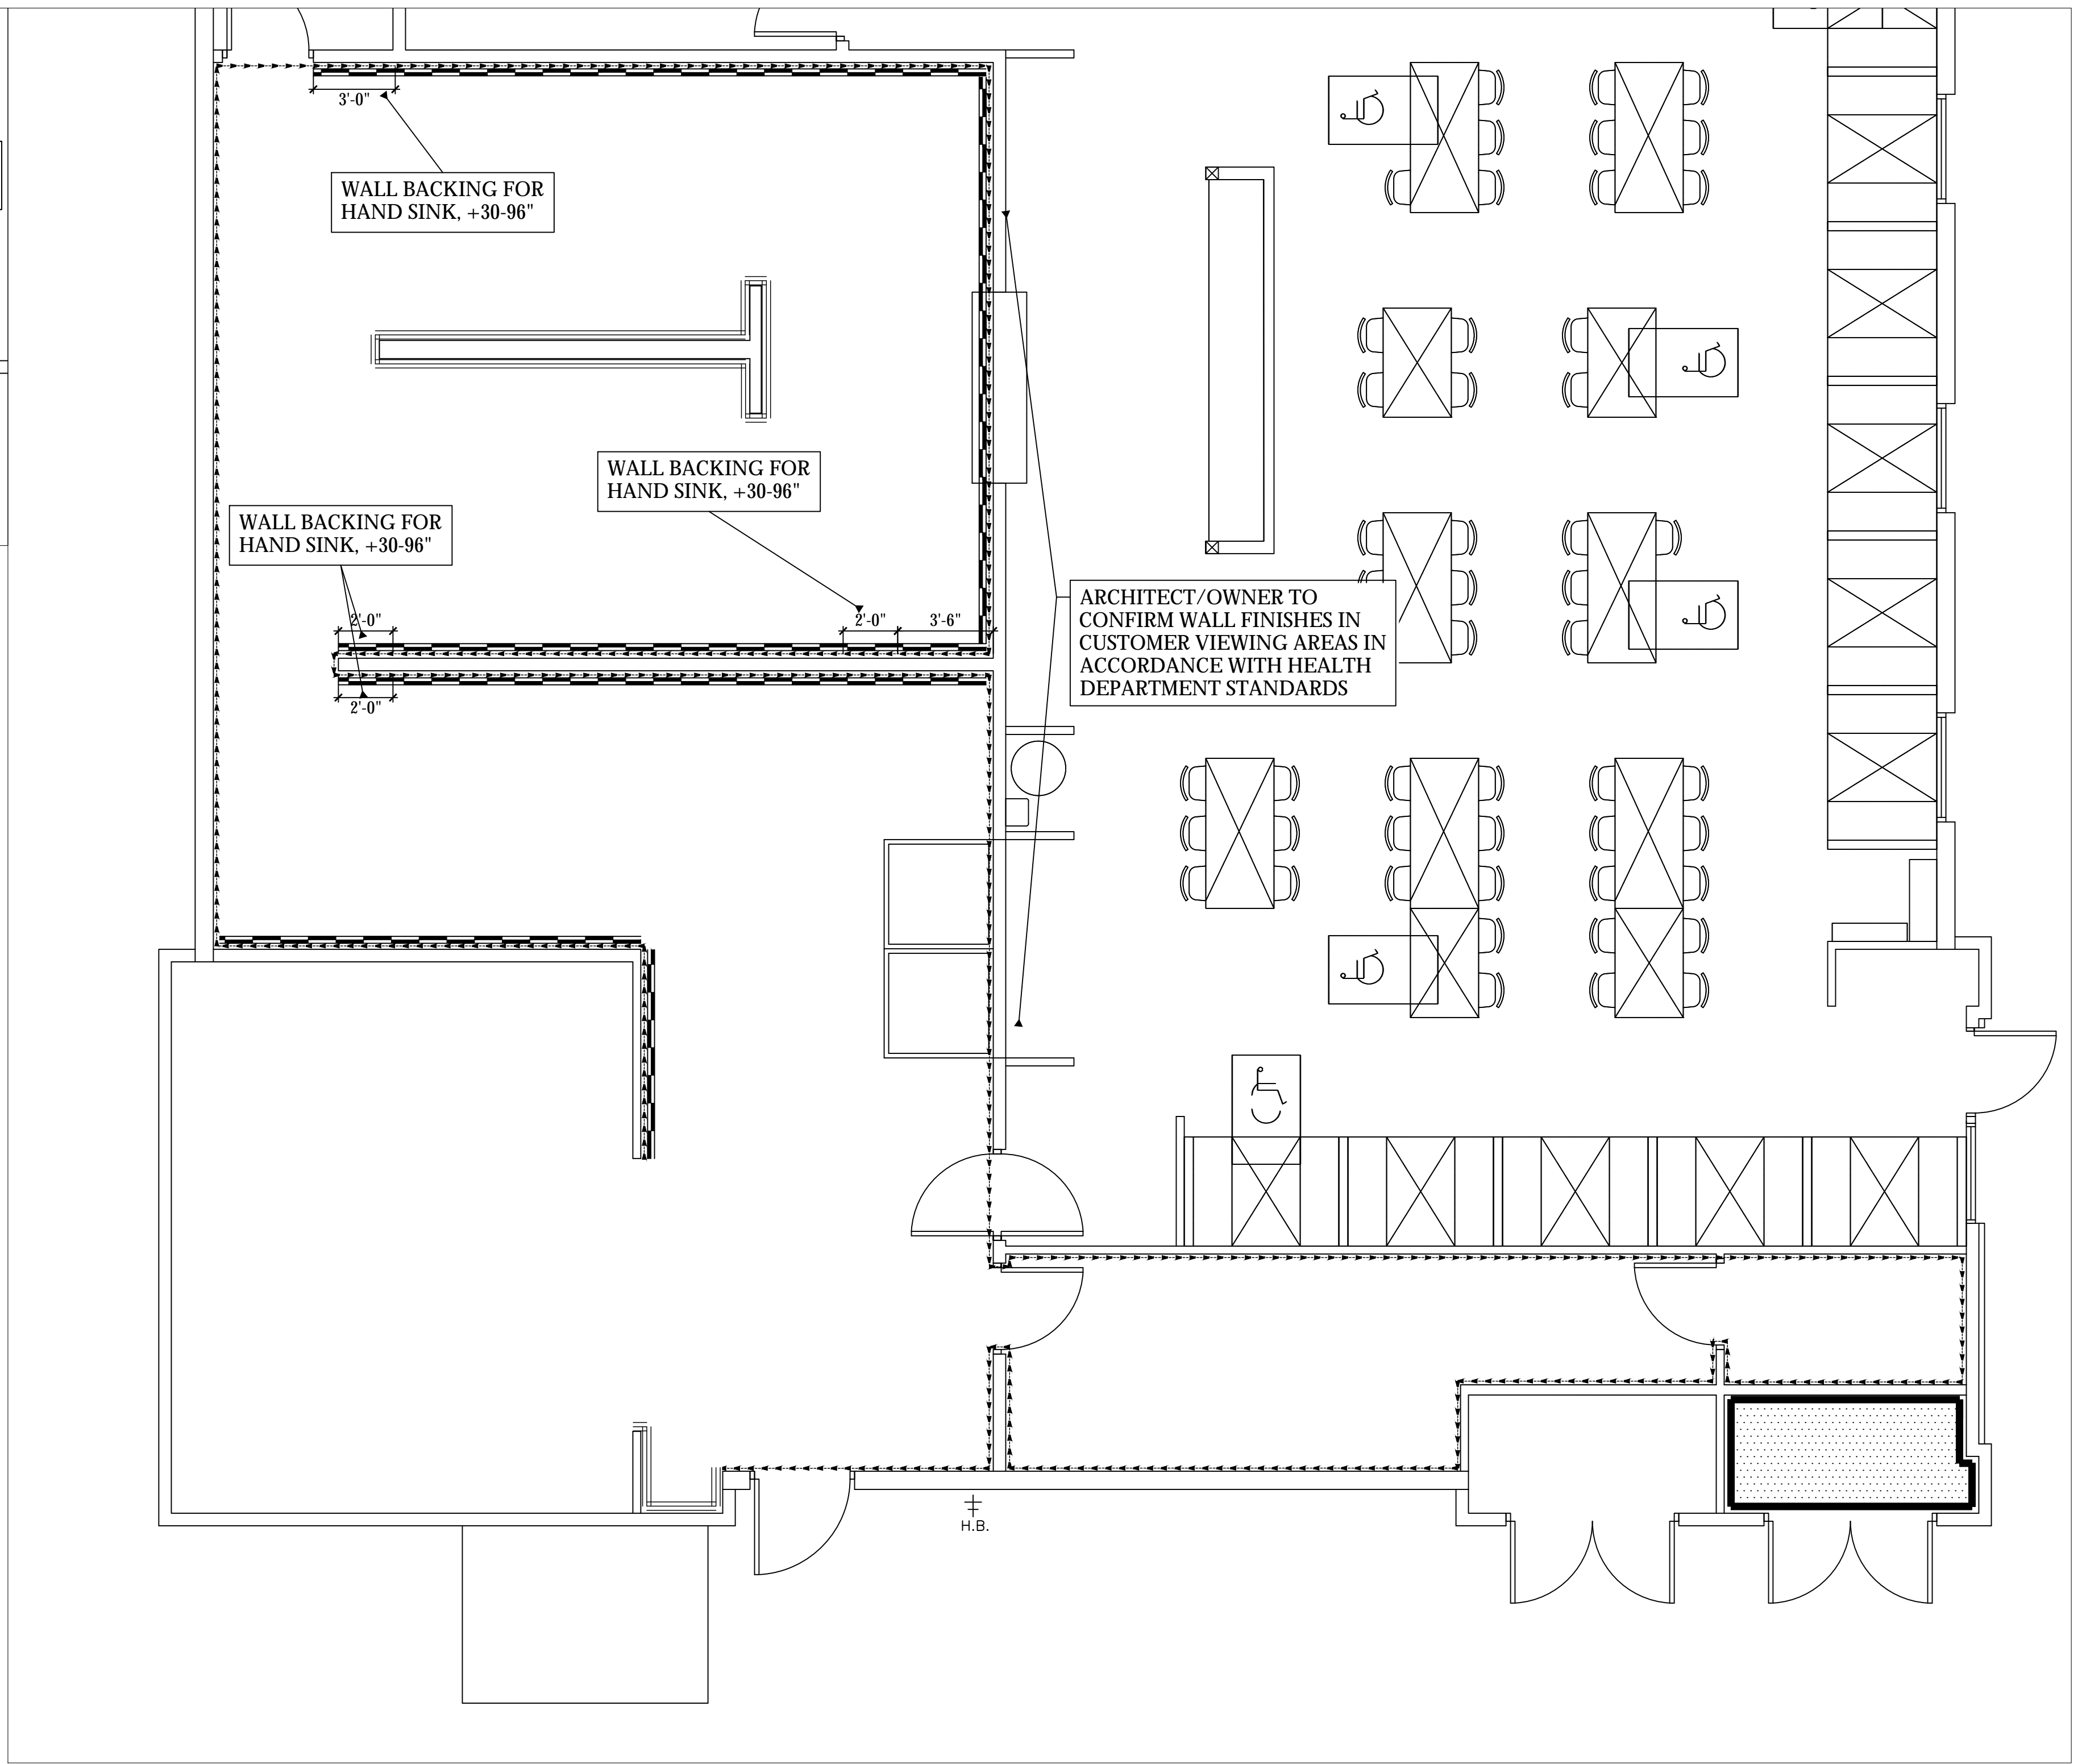 3'-0"
WALL BACKING FOR
HAND SINK, +30-96"
WALL BACKING FOR
HAND SINK, +30-96"
WALL BACKING FOR
HAND SINK, +30-96"
2'-0"
2'-0"
3'-6"
2'-0"
ARCHITECT/OWNER TO
CONFIRM WALL FINISHES IN
CUSTOMER VIEWING AREAS IN
ACCORDANCE WITH HEALTH
DEPARTMENT STANDARDS
H.B.